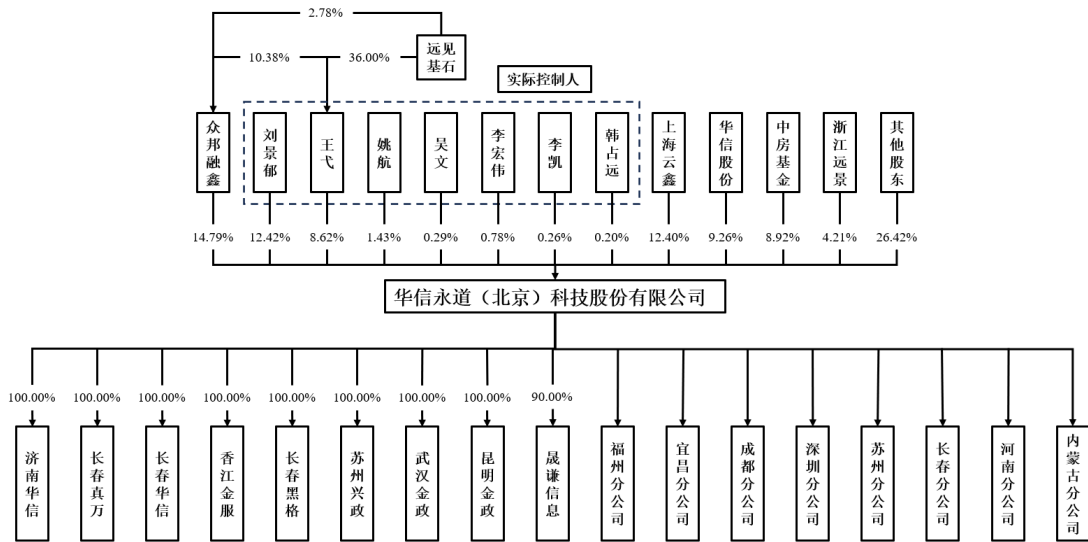 2.78%
10.38%
36.00%
远见
基石
实际控制人
众邦融鑫
刘景郁
王弋
姚航
吴文
李宏伟
李凯
韩占远
上海云鑫
华信股份
中房基金
浙江远景
其他股东
14.79%
12.42%
8.62%
1.43%
0.29%
0.78%
0.26%
0.20%
12.40%
9.26%
8.92%
4.21%
26.42%
华信永道（北京）科技股份有限公司
100.00%
100.00%
100.00%
100.00%
100.00%
100.00%
100.00%
100.00%
90.00%
济南华信
长春真万
长春华信
香江金服
长春黑格
苏州兴政
武汉金政
昆明金政
晟谦信息
福州分公司
宜昌分公司
成都分公司
深圳分公司
苏州分公司
长春分公司
河南分公司
内蒙古分公司